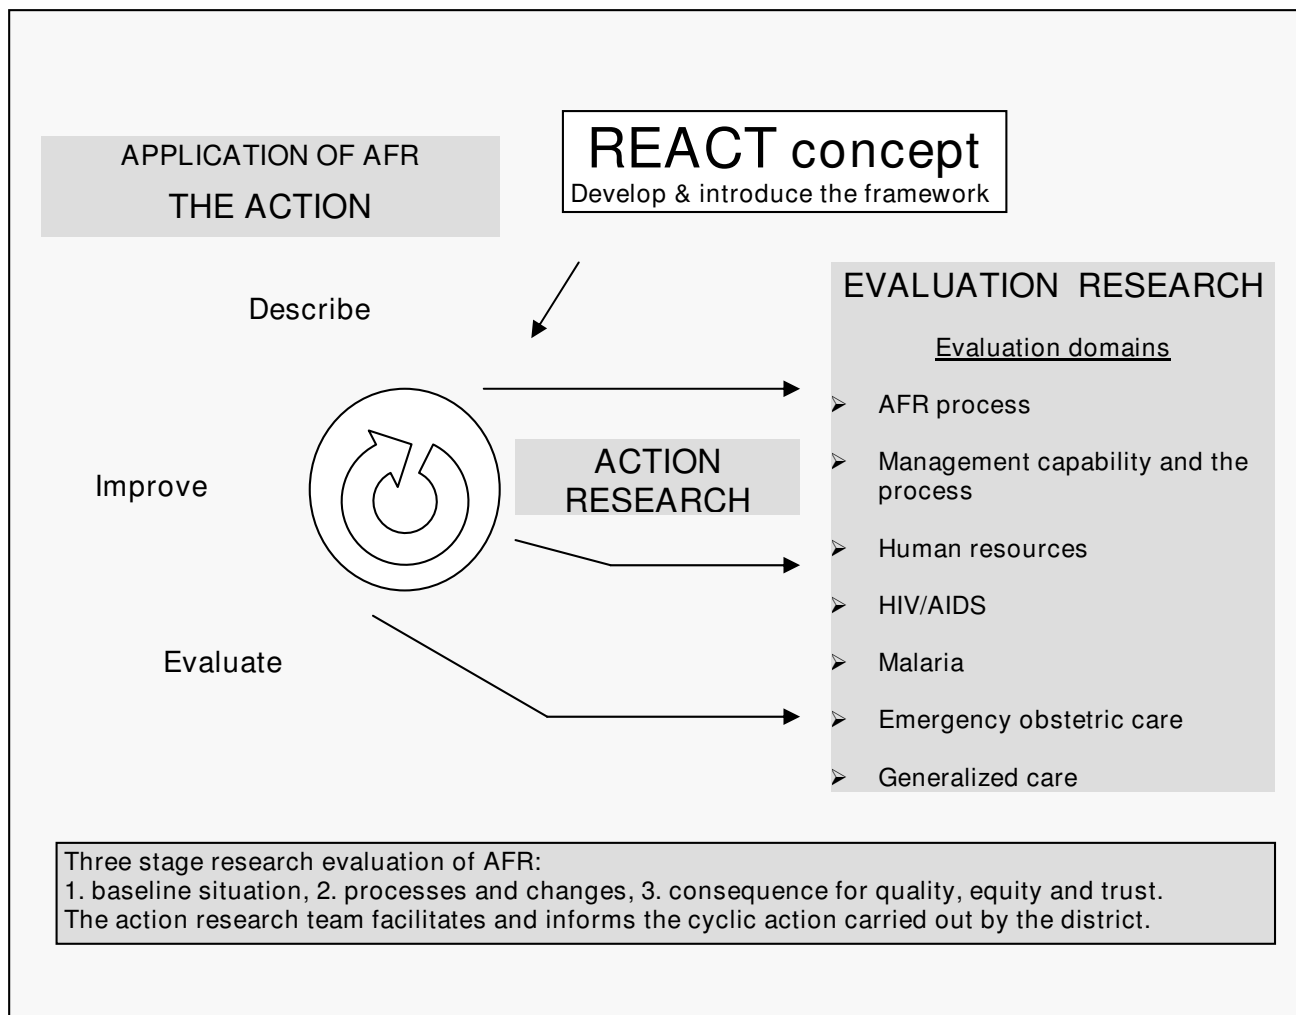 APPLICATION OF AFR
THE ACTION
REACT concept
Develop & introduce the framework
Describe
Improve
Evaluate
ACTION
RESEARCH
EVALUATION RESEARCH
Evaluation domains
AFR process
Management capability and the
process
Human resources
HIV/AIDS
Malaria
Emergency obstetric care
Generalized care
Three stage research evaluation of AFR:
1. baseline situation, 2. processes and changes, 3. consequence for quality, equity and trust.
The action research team facilitates and informs the cyclic action carried out by the district.